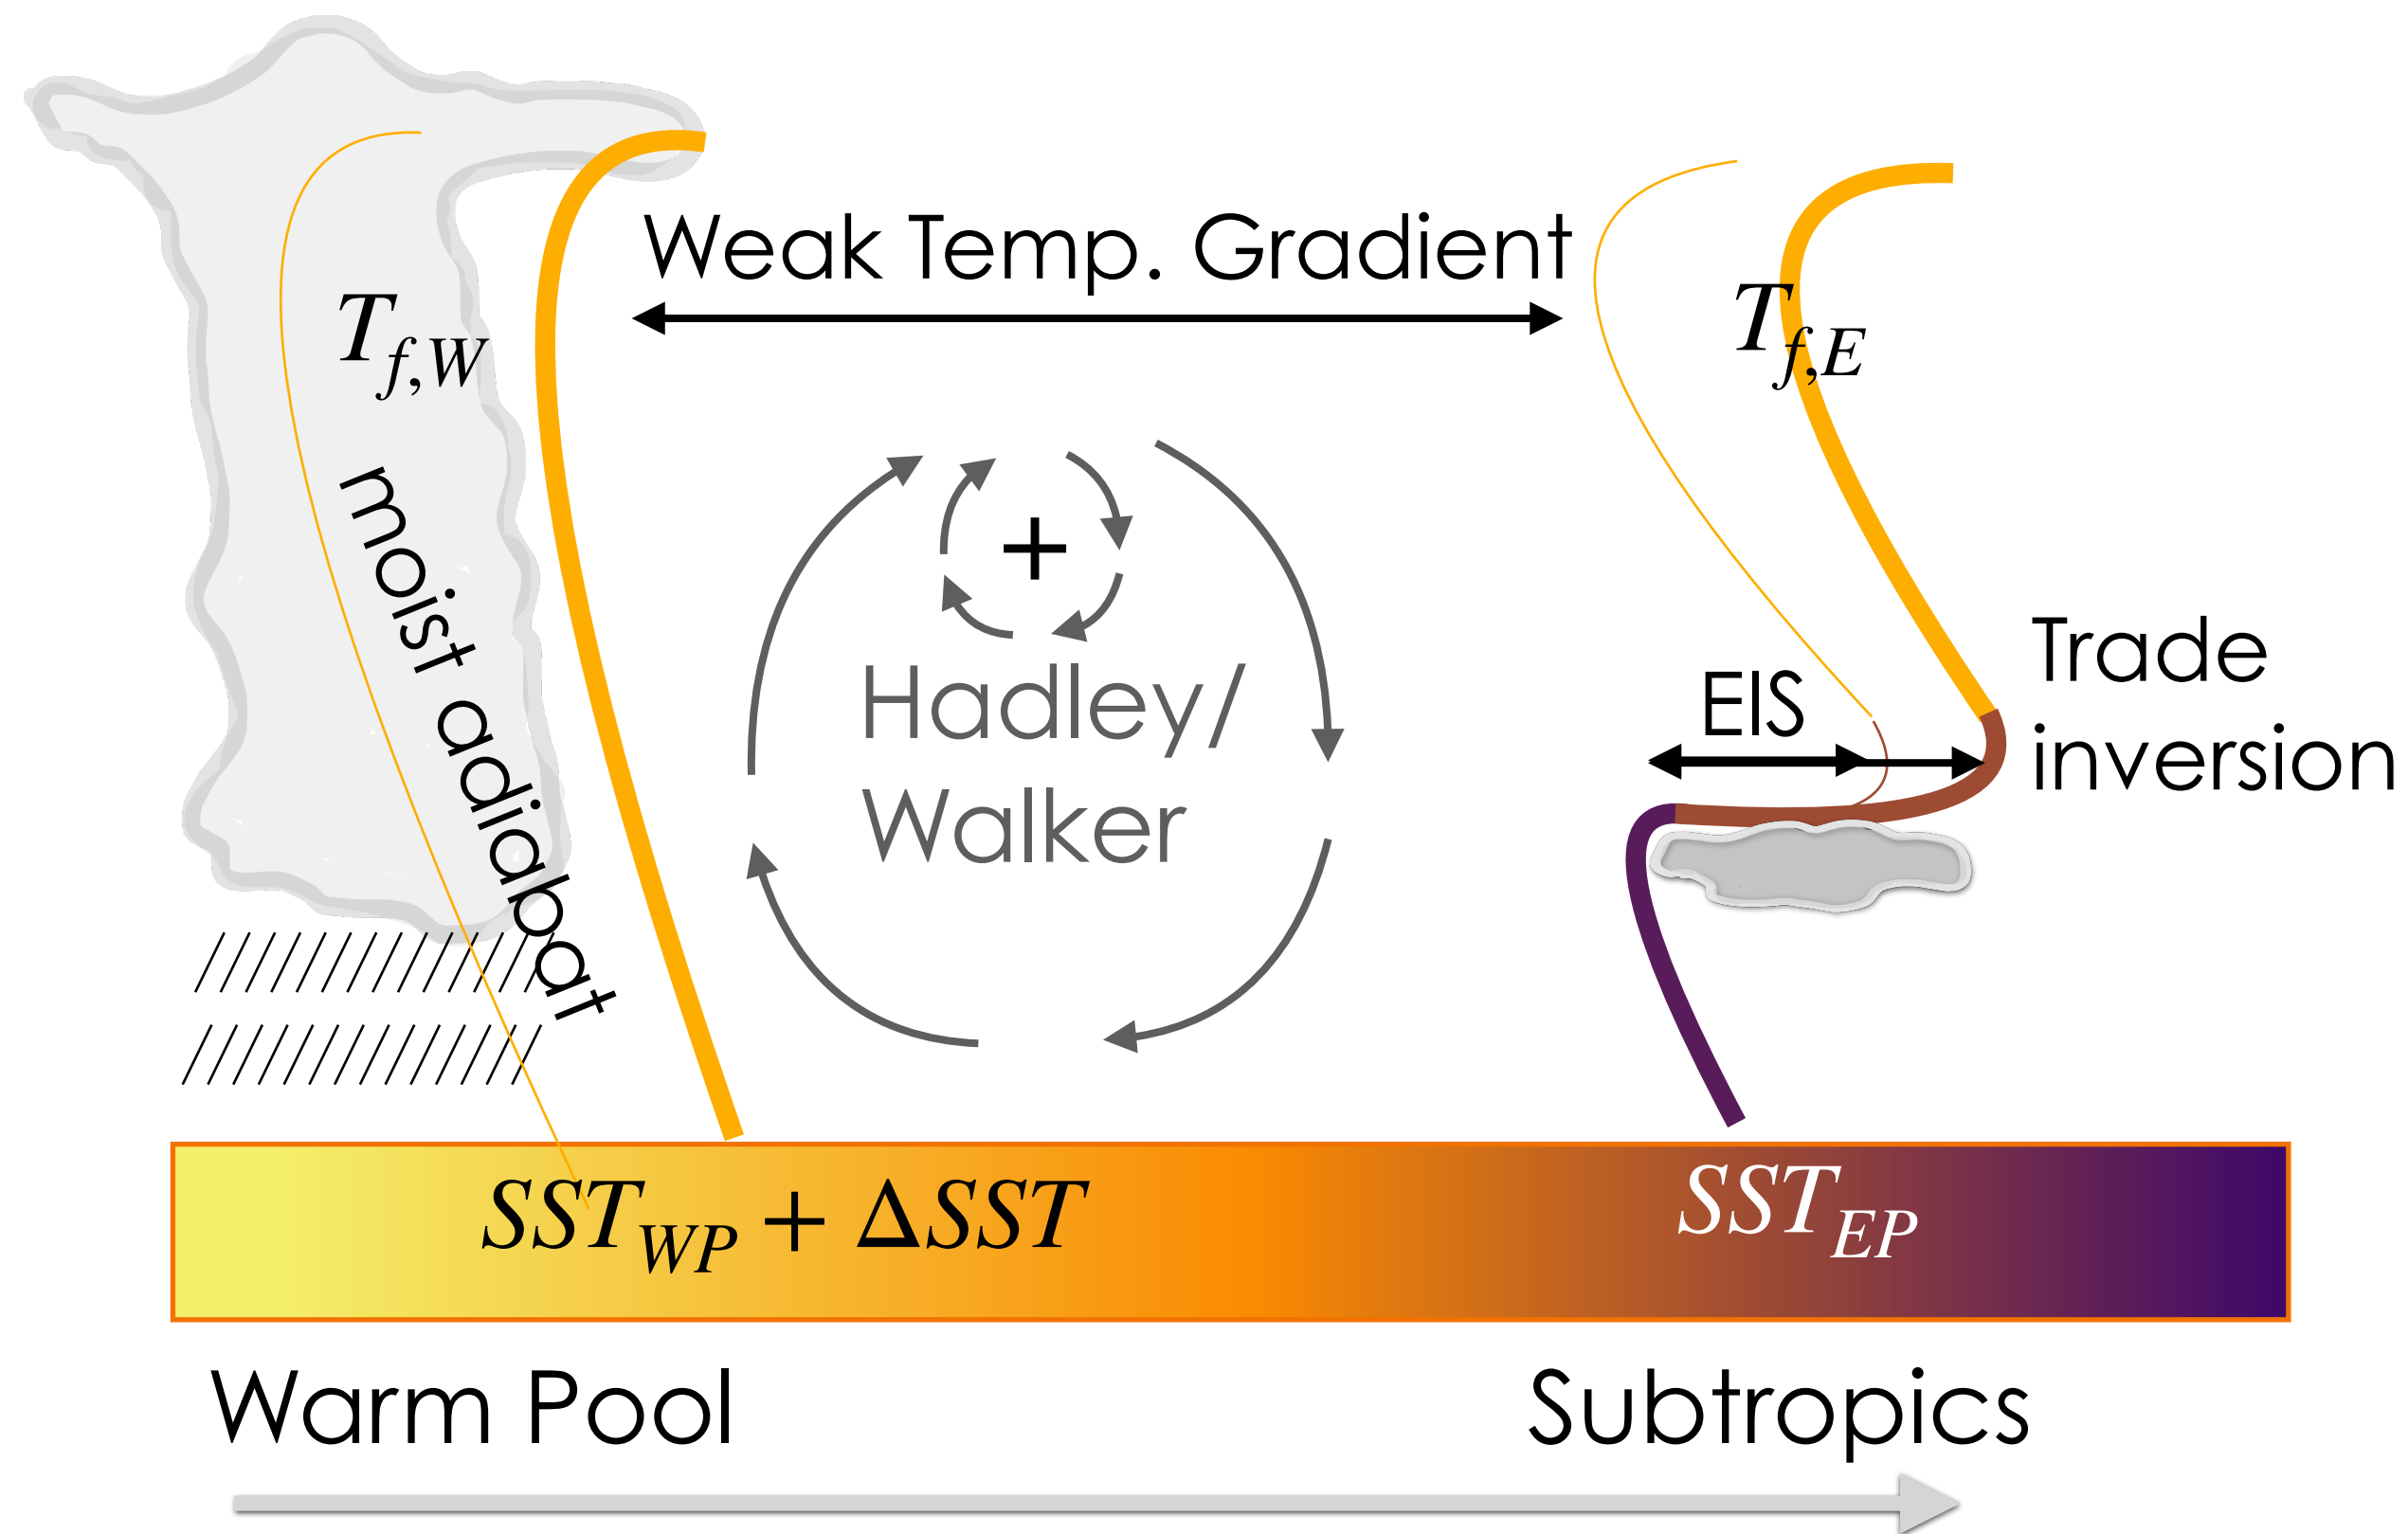 Weak Temp. Gradient
T_{f,W}
T_{f,E}
moist adiabat
+
Hadley/
Walker
EIS
Trade
inversion
SST_{WP} + ΔSST
SST_{EP}
Warm Pool
Subtropics